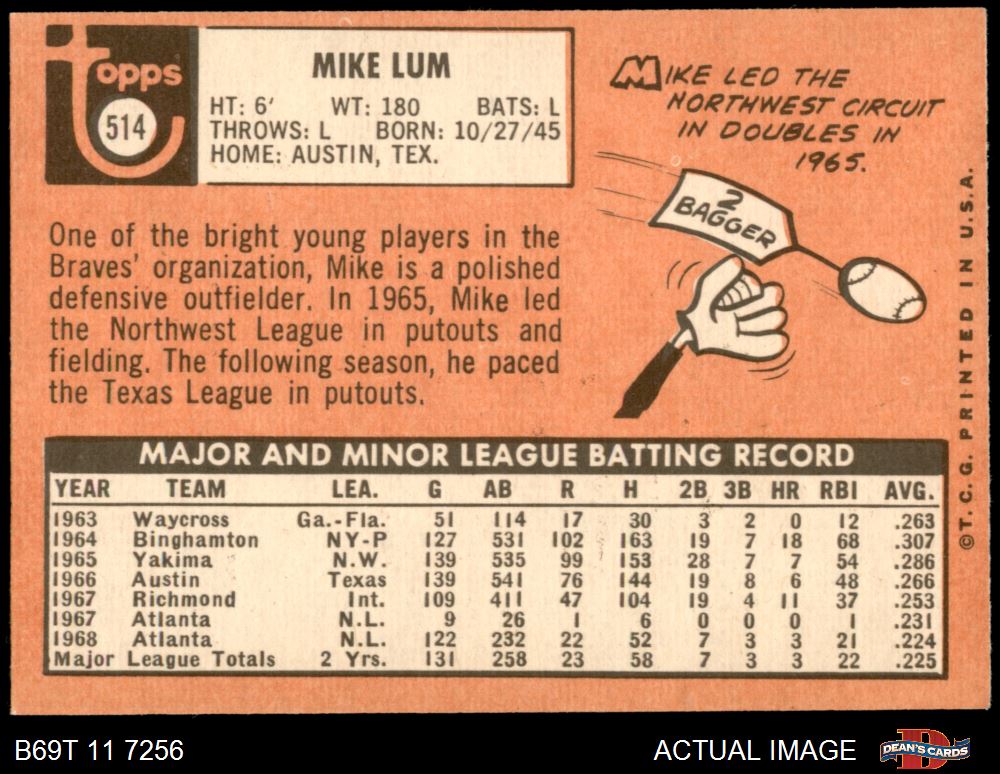 Topps
514
MIKE LUM
HT: 6' WT: 180 BATS: L
THROWS: L BORN: 10/27/45
HOME: AUSTIN, TEX.
MIKE LED THE
NORTHWEST CIRCUIT
IN DOUBLES IN
1965.
2
BAGGER
One of the bright young players in the
Braves' organization, Mike is a polished
defensive outfielder. In 1965, Mike led
the Northwest League in putouts and
fielding. The following season, he paced
the Texas League in putouts.
©T.C.G. PRINTED IN U.S.A.
MAJOR AND MINOR LEAGUE BATTING RECORD
YEAR TEAM LEA. G AB R H 2B 3B HR RBI AVG.
1963 Waycross Ga.-Fla. 51 114 17 30 3 2 0 12 .263
1964 Binghamton NY-P 127 531 102 163 19 7 18 68 .307
1965 Yakima N.W. 139 535 99 153 28 7 7 54 .286
1966 Austin Texas 139 541 76 144 19 8 6 48 .266
1967 Richmond Int. 109 411 47 104 19 4 11 37 .253
1967 Atlanta N.L. 9 26 1 6 0 0 0 1 .231
1968 Atlanta N.L. 122 232 22 52 7 3 3 21 .224
Major League Totals 2 Yrs. 131 258 23 58 7 3 3 22 .225
B69T 11 7256
ACTUAL IMAGE
DEAN'S CARDS